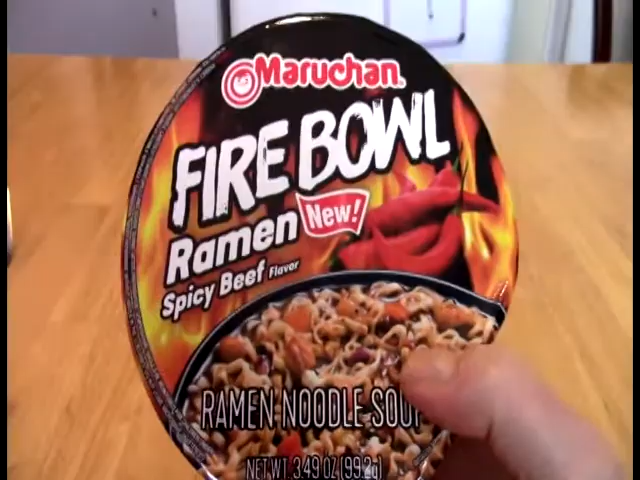 Maruchan
FIRE BOWL
Ramen
New!
Spicy Beef Flavor
RAMEN NOODLE SOUP
NET WT. 3.49 OZ (99.2g)